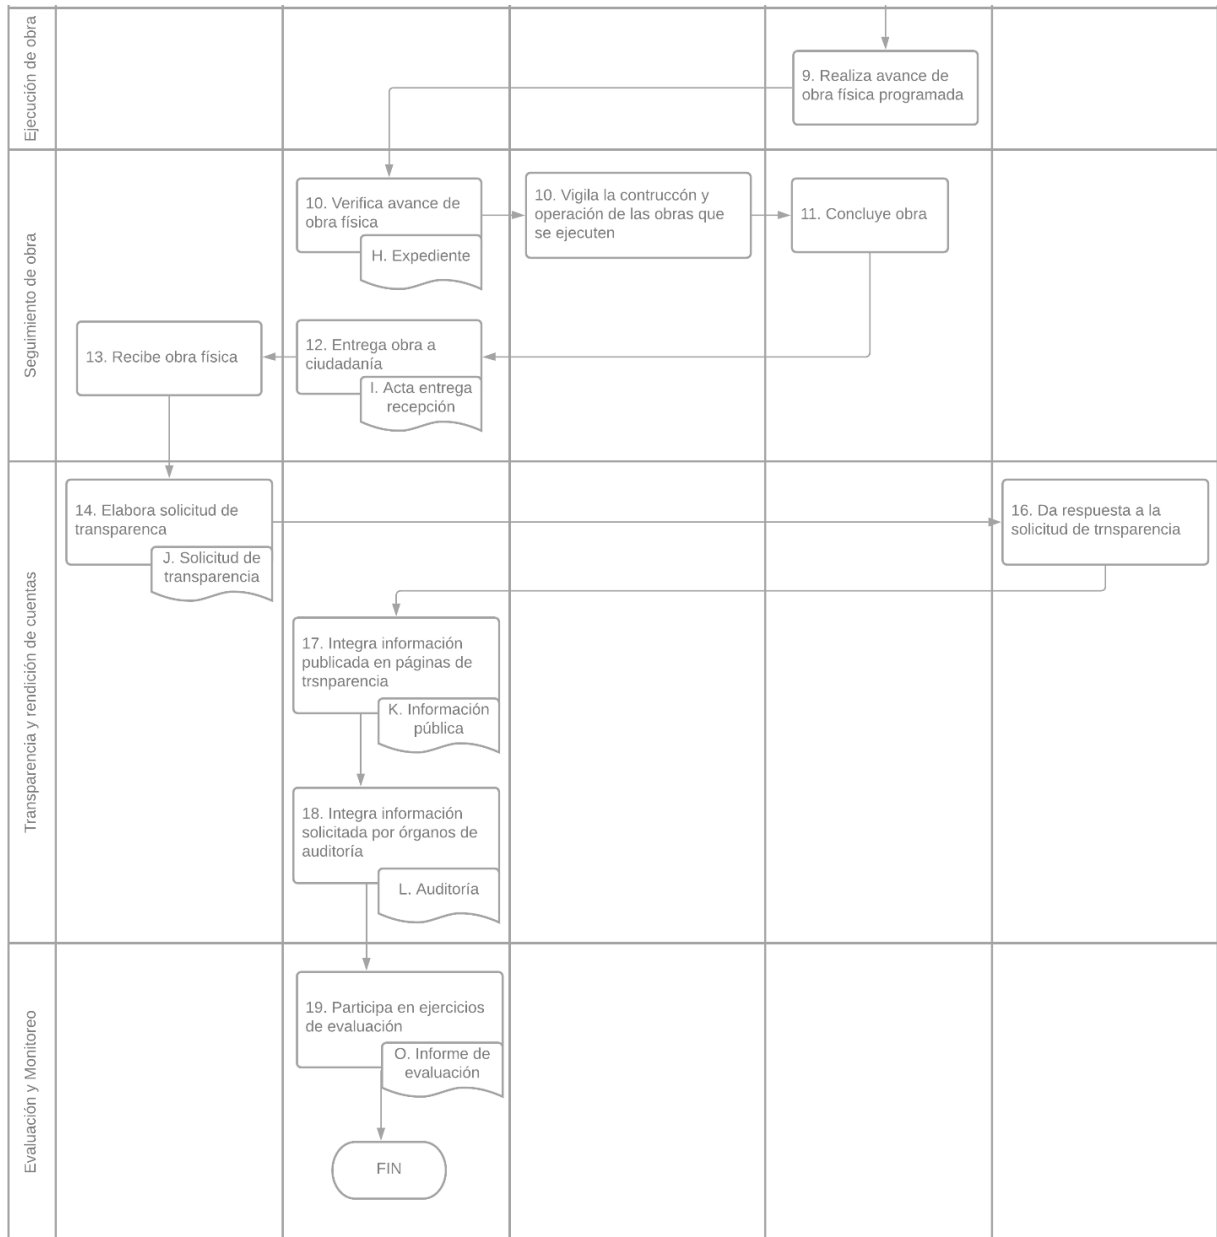 Ejecución de obra
9. Realiza avance de
obra física programada
Seguimiento de obra
10. Verifica avance de
obra física
H. Expediente
10. Vigila la contruccón y
operación de las obras que
se ejecuten
11. Concluye obra
13. Recibe obra física
12. Entrega obra a
ciudadanía
I. Acta entrega
recepción
Transparencia y rendición de cuentas
14. Elabora solicitud de
transparenca
J. Solicitud de
transparencia
16. Da respuesta a la
solicitud de trnsparencia
17. Integra información
publicada en páginas de
trsnparencia
K. Información
pública
18. Integra información
solicitada por órganos de
auditoría
L. Auditoría
Evaluación y Monitoreo
19. Participa en ejercicios
de evaluación
O. Informe de
evaluación
FIN